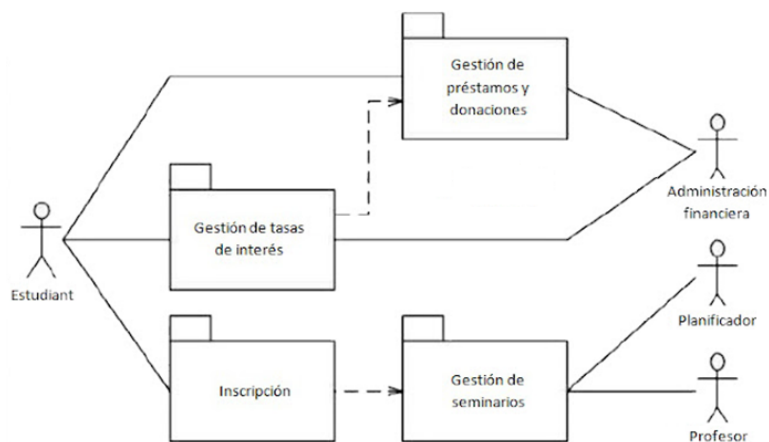 Gestión de
préstamos y
donaciones
Administración
financiera
Gestión de tasas
de interés
Estudiant
Planificador
Inscripción
Gestión de
seminarios
Profesor